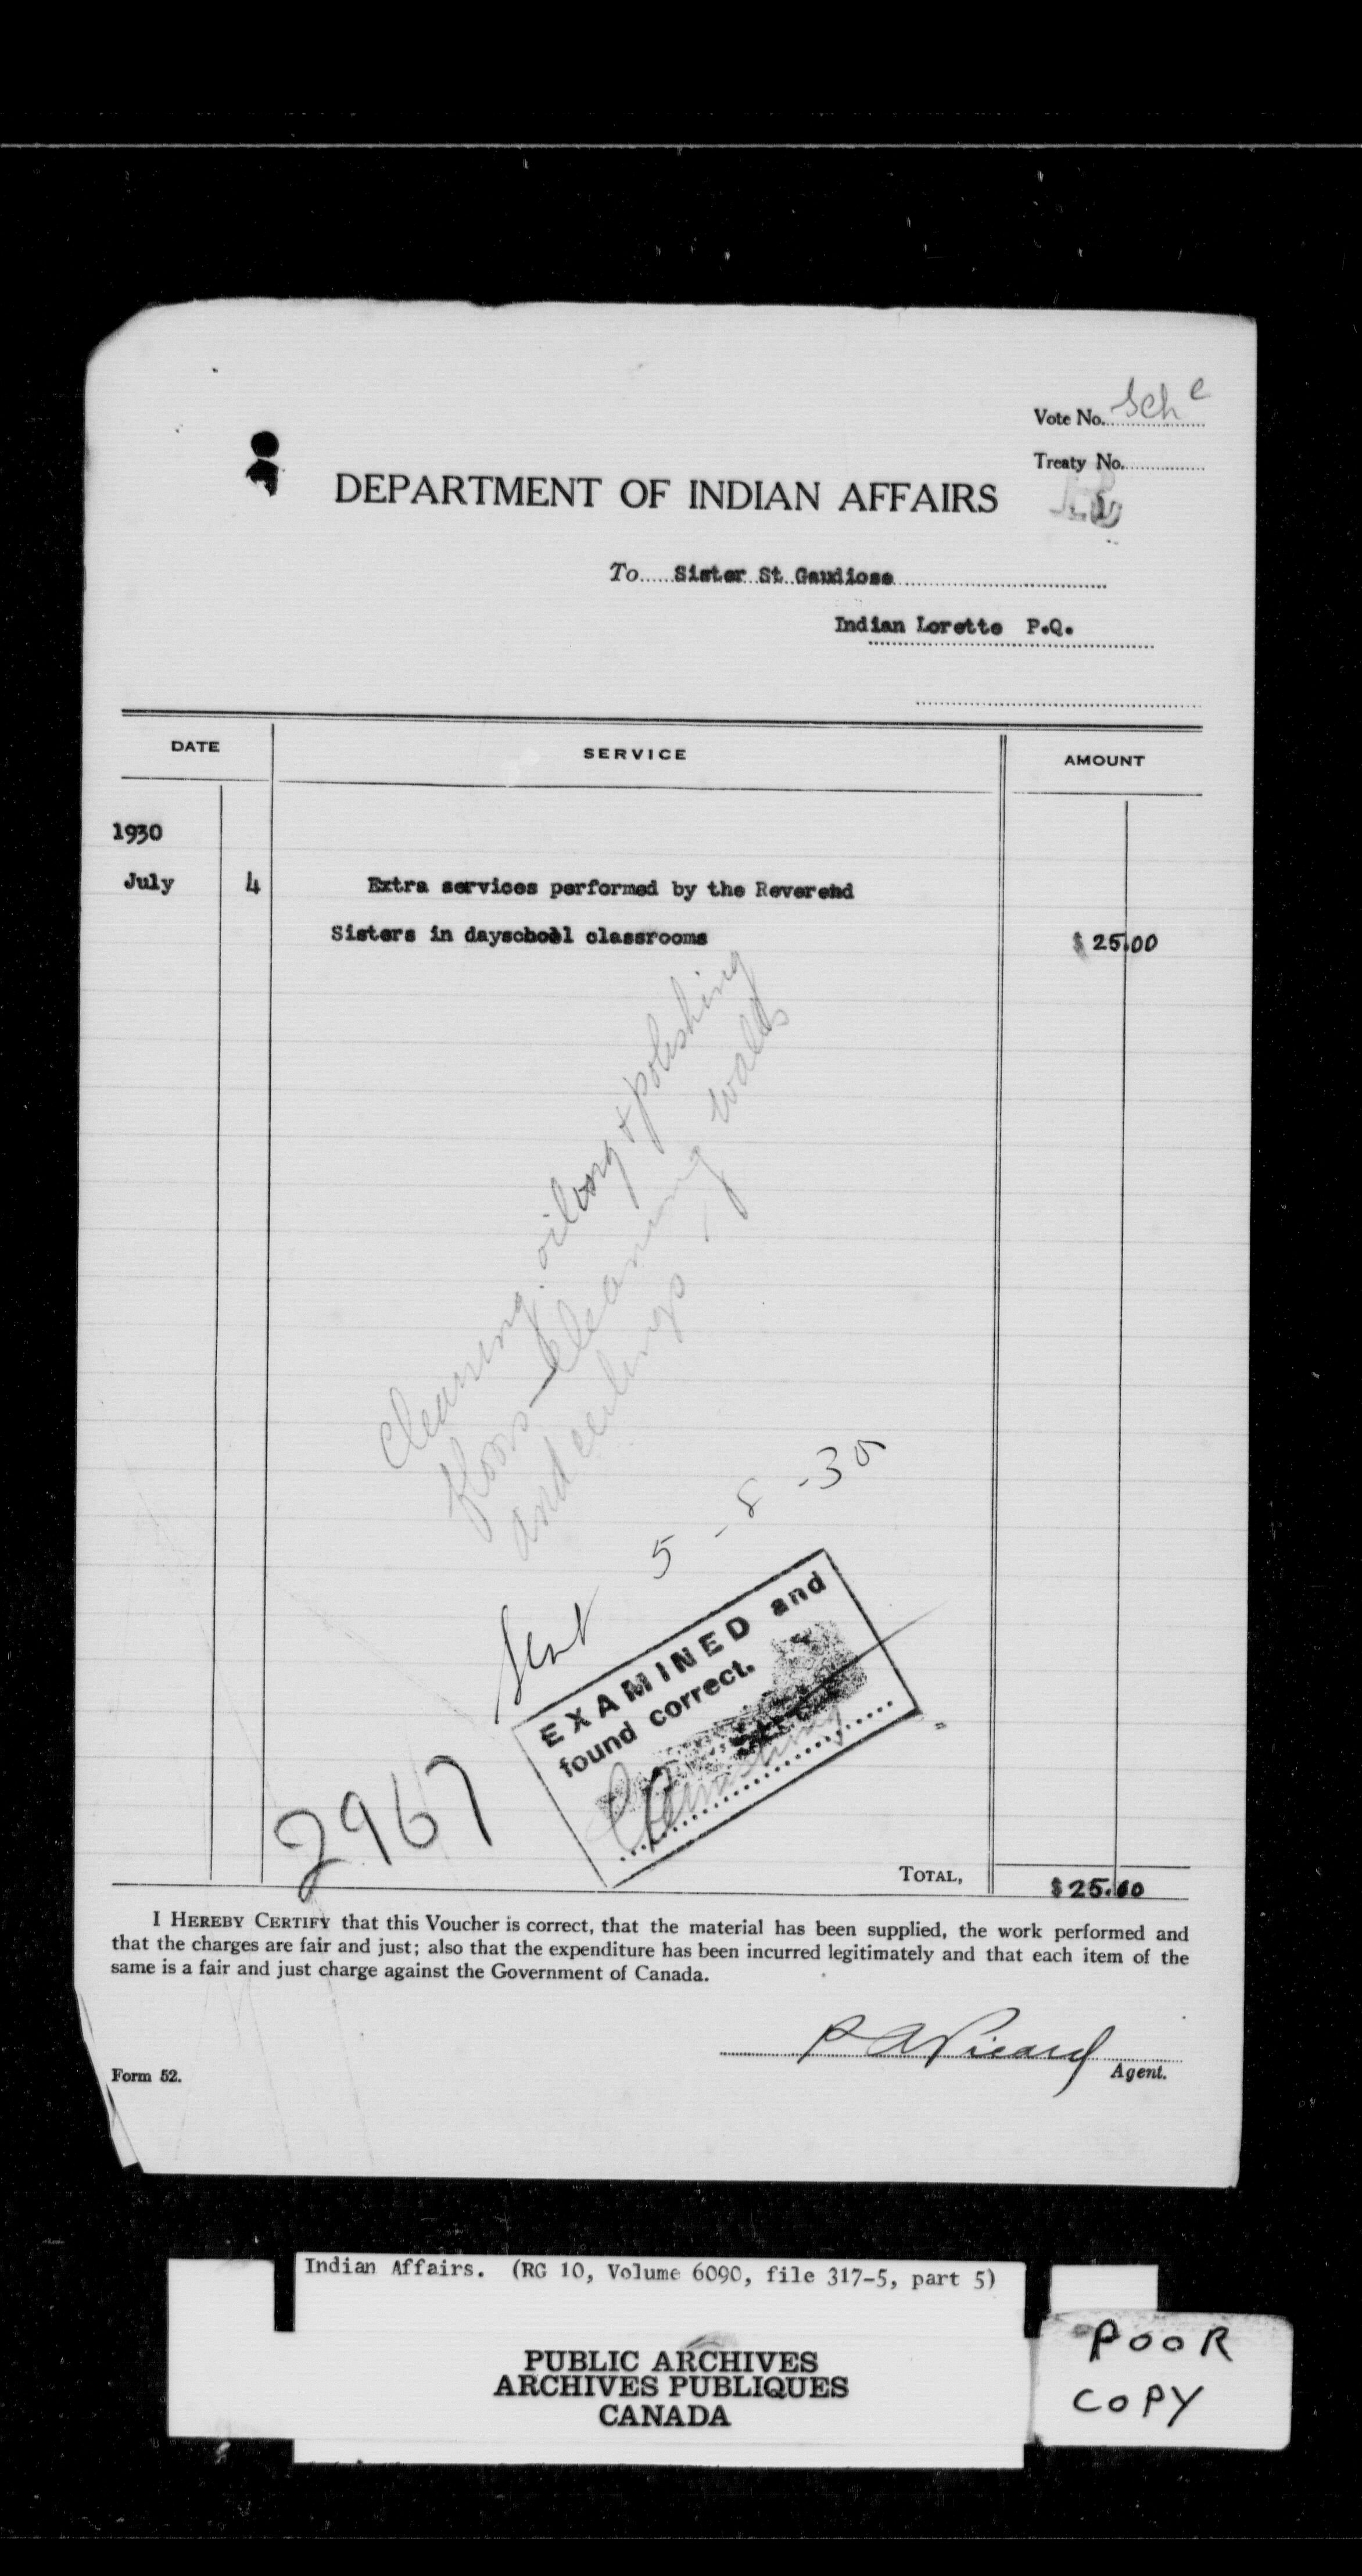 Vote No. Sch e
Treaty No.
DEPARTMENT OF INDIAN AFFAIRS
To Sister St Gaudiose
Indian Lorette P.Q.
DATE SERVICE AMOUNT
1930
July 4 Extra services performed by the Reverend
Sisters in dayschool classrooms $ 25.00
Cleaning, oiling & polishing
floors - Cleaning walls
and ceilings
Sent 5-8-30
EXAMINED and
found correct.
2967
TOTAL, $25.00
I HEREBY CERTIFY that this Voucher is correct, that the material has been supplied, the work performed and
that the charges are fair and just; also that the expenditure has been incurred legitimately and that each item of the
same is a fair and just charge against the Government of Canada.
Picard
Agent.
Form 52.
Indian Affairs. (RG 10, Volume 6090, file 317-5, part 5)
PUBLIC ARCHIVES
ARCHIVES PUBLIQUES
CANADA
POOR
COPY